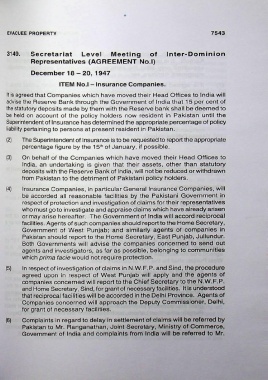 EVACUEE PROPERTY 7543
3149. Secretariat Level Meeting of Inter-Dominion
Representatives (AGREEMENT No.I)
December 18 – 20, 1947
ITEM No.I – Insurance Companies.
It is agreed that Companies which have moved their Head Offices to India will
advise the Reserve Bank through the Government of India that 15 per cent of
the statutory deposits made by them with the Reserve bank shall be deemed to
be held on account of the policy holders now resident in Pakistan until the
Superintendent of Insurance has determined the appropriate percentage of policy
liability pertaining to persons at present resident in Pakistan.
(2) The Superintendent of Insurance is to be requested to report the appropriate
percentage figure by the 15th of January, if possible.
(3) On behalf of the Companies which have moved their Head Offices to
India, an undertaking is given that their assets, other than statutory
deposits with the Reserve Bank of India, will not be reduced or withdrawn
from Pakistan to the detriment of Pakistani policy holders.
(4) Insurance Companies, in particular General Insurance Companies, will
be accorded all reasonable facilities by the Pakistani Government in
respect of protection and investigation of claims for their representatives
who must go to investigate and appraise claims which have already arisen
or may arise hereafter. The Government of India will accord reciprocal
facilities. Agents of such companies should report to the Home Secretary,
Government of West Punjab; and similarly agents of companies in
Pakistan should report to the Home Secretary, East Punjab, Jullundur.
Both Governments will advise the companies concerned to send out
agents and investigators, as far as possible, belonging to communities
which prima facie would not require protection.
(5) In respect of investigation of claims in N.W.F.P. and Sind, the procedure
agreed upon in respect of West Punjab will apply and the agents of
companies concerned will report to the Chief Secretary to the N.W.F.P.
and Home Secretary, Sind, for grant of necessary facilities. It is understood
that reciprocal facilities will be accorded in the Delhi Province. Agents of
Companies concerned will approach the Deputy Commissioner, Delhi,
for grant of necessary facilities.
(6) Complaints in regard to delay in settlement of claims will be referred by
Pakistan to Mr. Ranganathan, Joint Secretary, Ministry of Commerce,
Government of India and complaints from India will be referred to Mr.